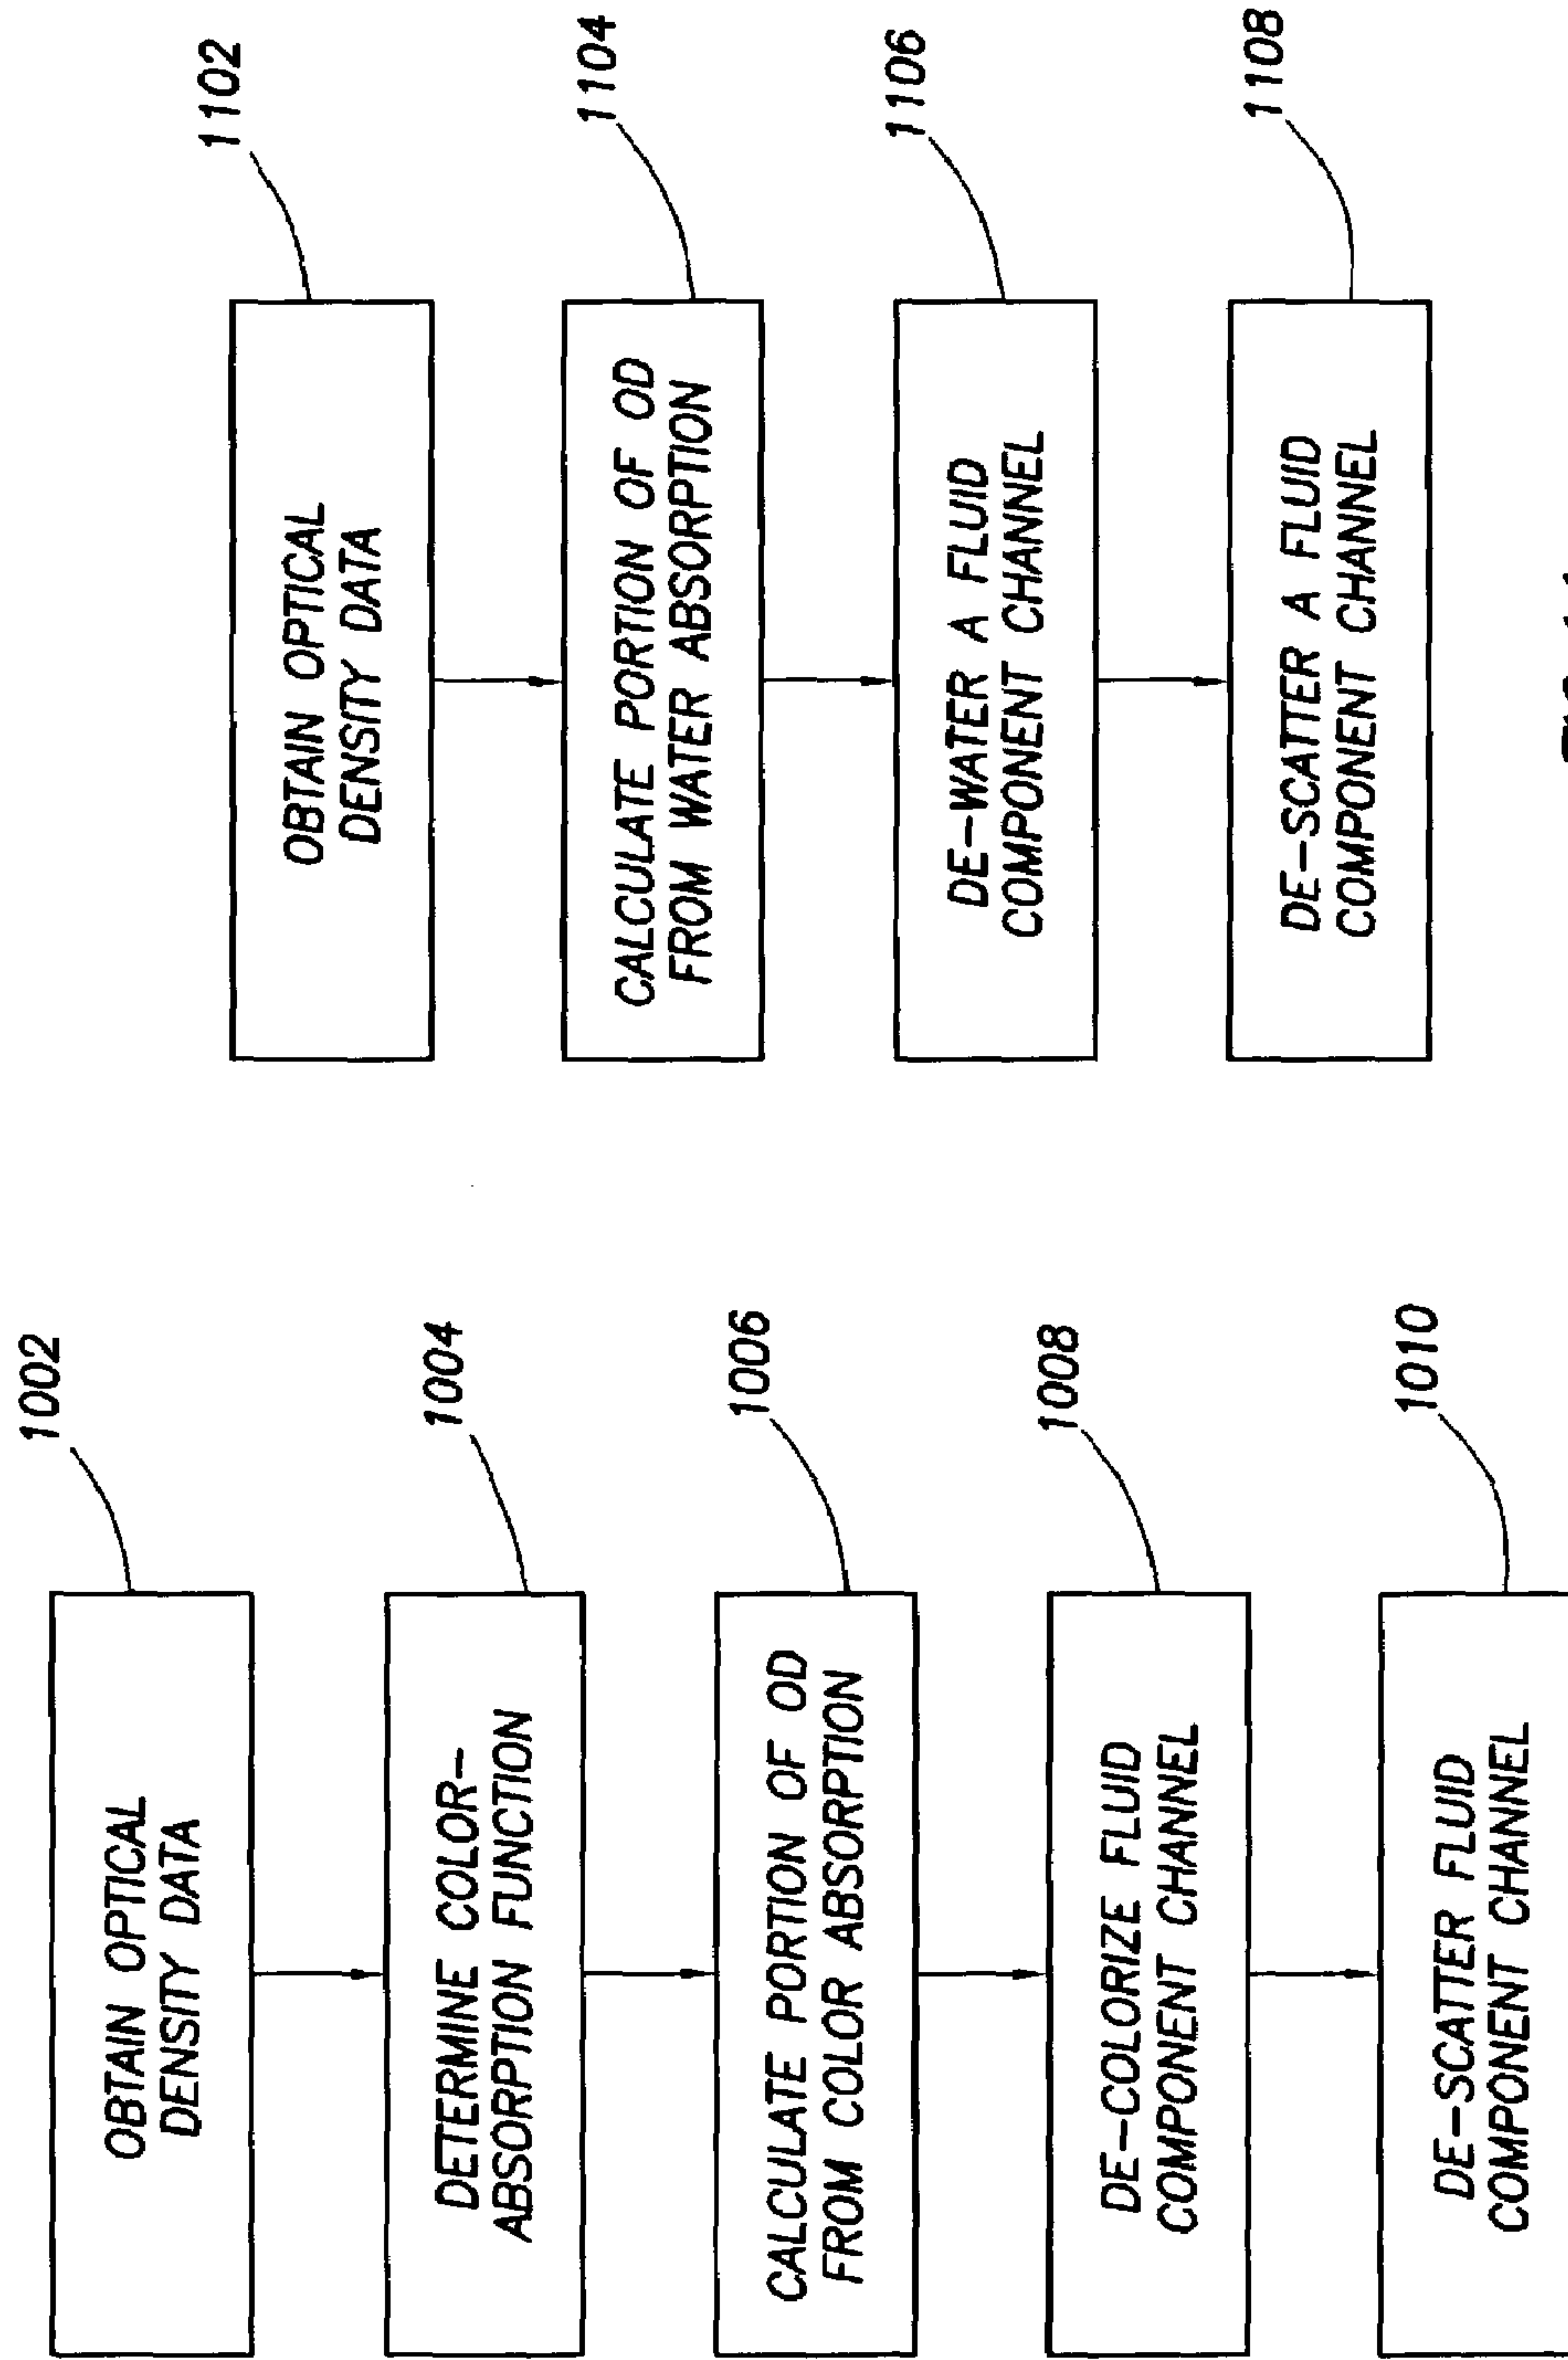 1002
OBTAIN OPTICAL
DENSITY DATA
1004
DETERMINE COLOR–
ABSORPTION FUNCTION
1006
CALCULATE PORTION OF OD
FROM COLOR ABSORPTION
1008
DE–COLORIZE FLUID
COMPONENT CHANNEL
1010
DE–SCATTER FLUID
COMPONENT CHANNEL
1102
OBTAIN OPTICAL
DENSITY DATA
1104
CALCULATE PORTION OF OD
FROM WATER ABSORPTION
1106
DE–WATER A FLUID
COMPONENT CHANNEL
1108
DE–SCATTER A FLUID
COMPONENT CHANNEL